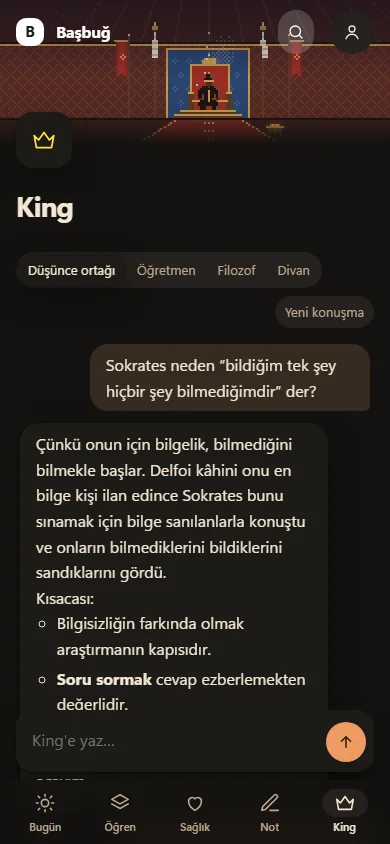 B Başbuğ
King
Düşünce ortağı Öğretmen Filozof Divan
Yeni konuşma
Sokrates neden "bildiğim tek şey
hiçbir şey bilmediğimdir" der?
Çünkü onun için bilgelik, bilmediğini
bilmekle başlar. Delfoi kâhini onu en
bilge kişi ilan edince Sokrates bunu
sınamak için bilge sanılanlarla konuştu
ve onların bilmediklerini bildiklerini
sandıklarını gördü.
Kısacası:
Bilgisizliğin farkında olmak
araştırmanın kapısıdır.
Soru sormak cevap ezberlemekten
değerlidir.
King'e yaz...
Bugün Öğren Sağlık Not King